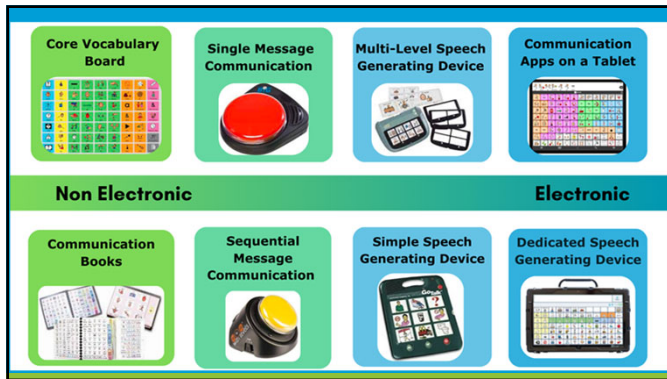 Core Vocabulary
Board
Single Message
Communication
Multi-Level Speech
Generating Device
Communication
Apps on a Tablet
Non Electronic
Electronic
Communication
Books
Sequential
Message
Communication
Simple Speech
Generating Device
GoTalk
Dedicated Speech
Generating Device